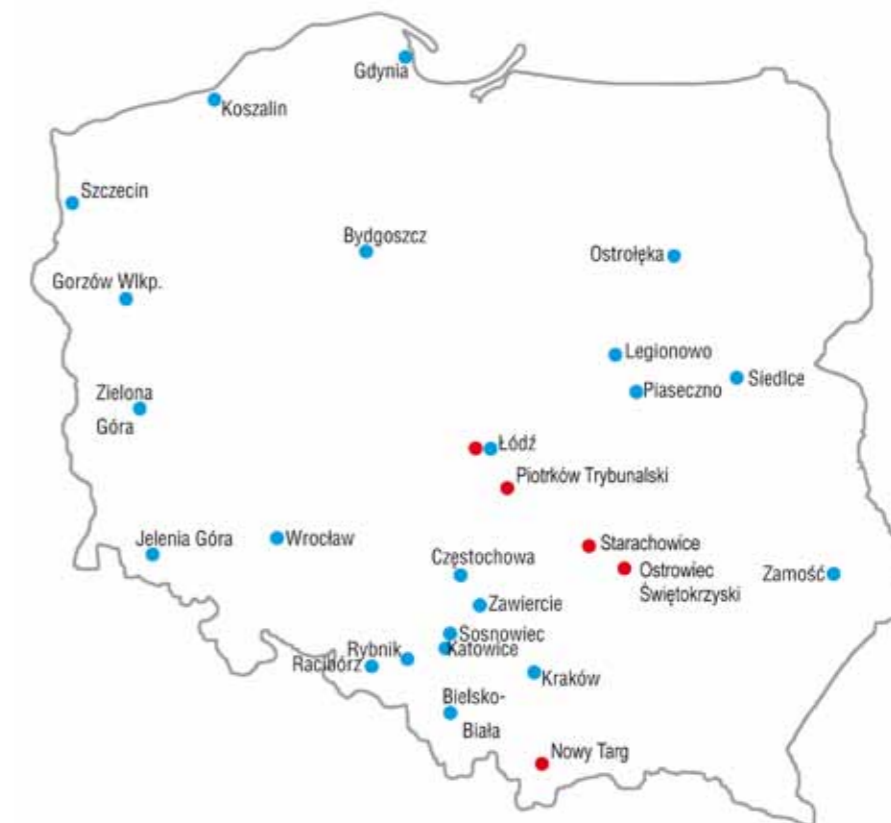 Gdynia
Koszalin
Szczecin
Bydgoszcz
Ostrołęka
Gorzów Wlkp.
Legionowo
Siedlce
Piaseczno
Zielona
Góra
Łódź
Piotrków Trybunalski
Jelenia Góra
Wrocław
Starachowice
Częstochowa
Ostrowiec
Świętokrzyski
Zamość
Zawiercie
Sosnowiec
Katowice
Rybnik
Racibórz
Kraków
Bielsko-
Biała
Nowy Targ